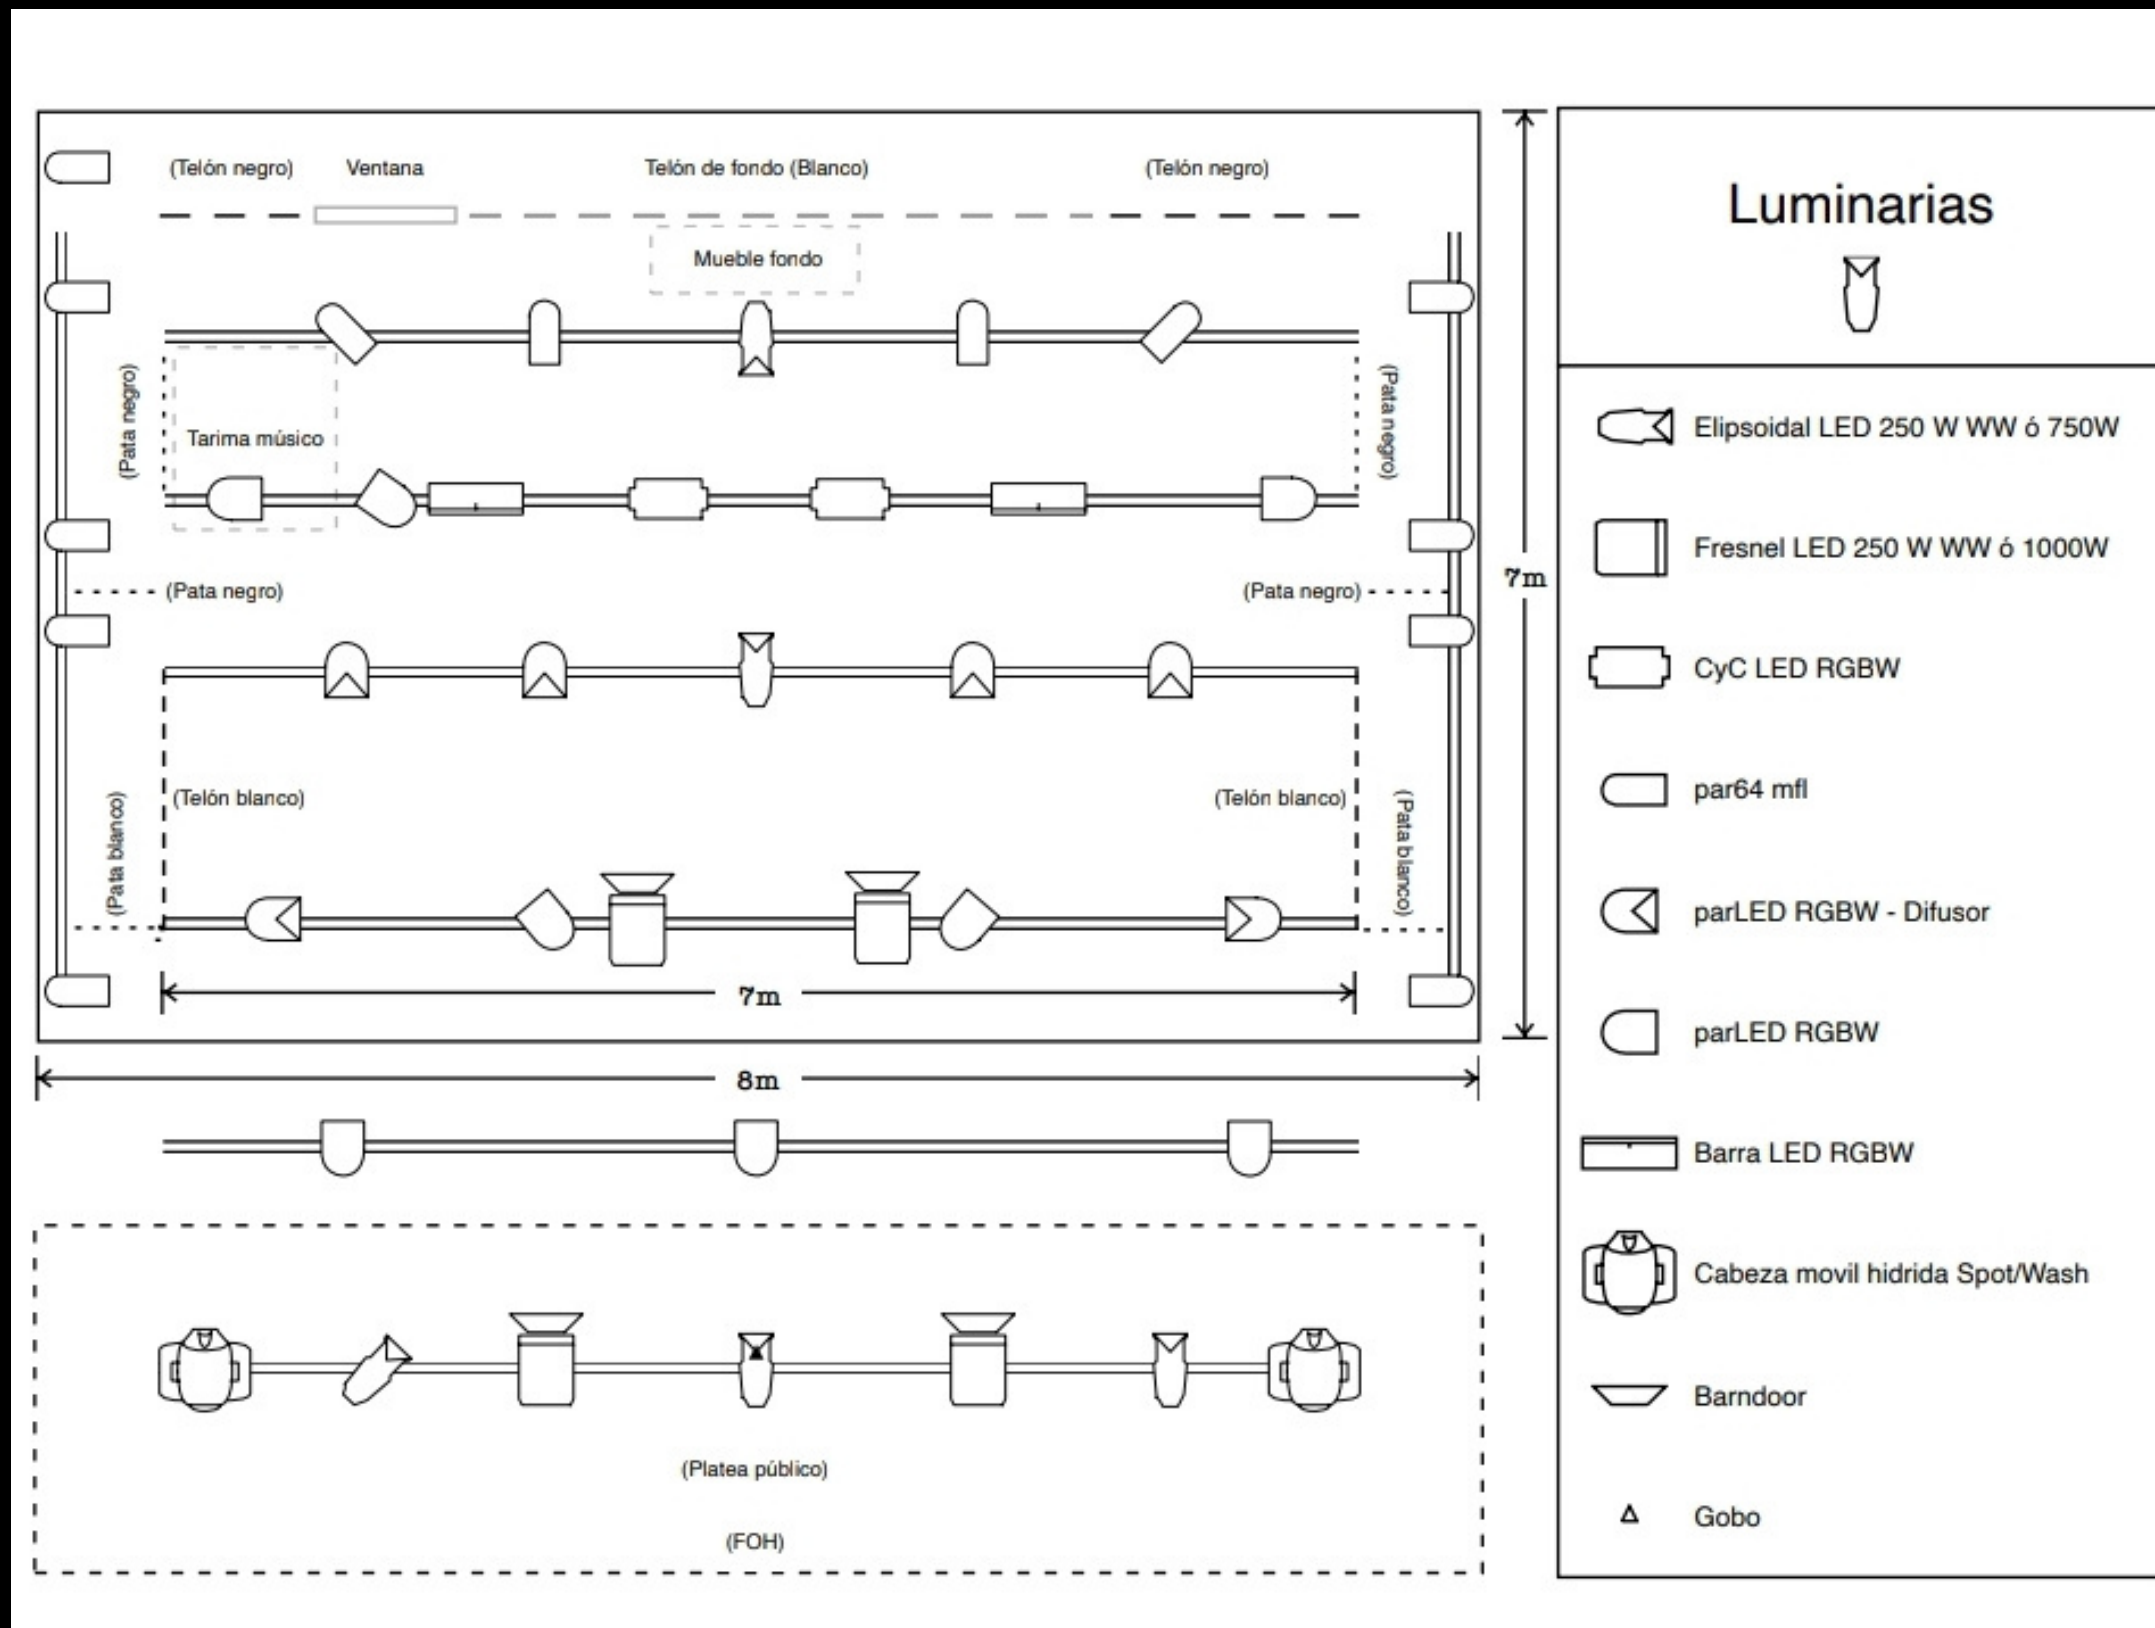 (Telón negro)
Ventana
Telón de fondo (Blanco)
(Telón negro)
Mueble fondo
(Pata negro)
Tarima músico
(Pata negro)
(Pata negro)
(Pata negro)
7m
(Telón blanco)
(Telón blanco)
(Pata blanco)
(Pata blanco)
7m
8m
(Platea público)
(FOH)
Luminarias
Elipsoidal LED 250 W WW ó 750W
Fresnel LED 250 W WW ó 1000W
CyC LED RGBW
par64 mfl
parLED RGBW - Difusor
parLED RGBW
Barra LED RGBW
Cabeza movil hidrida Spot/Wash
Barndoor
Gobo